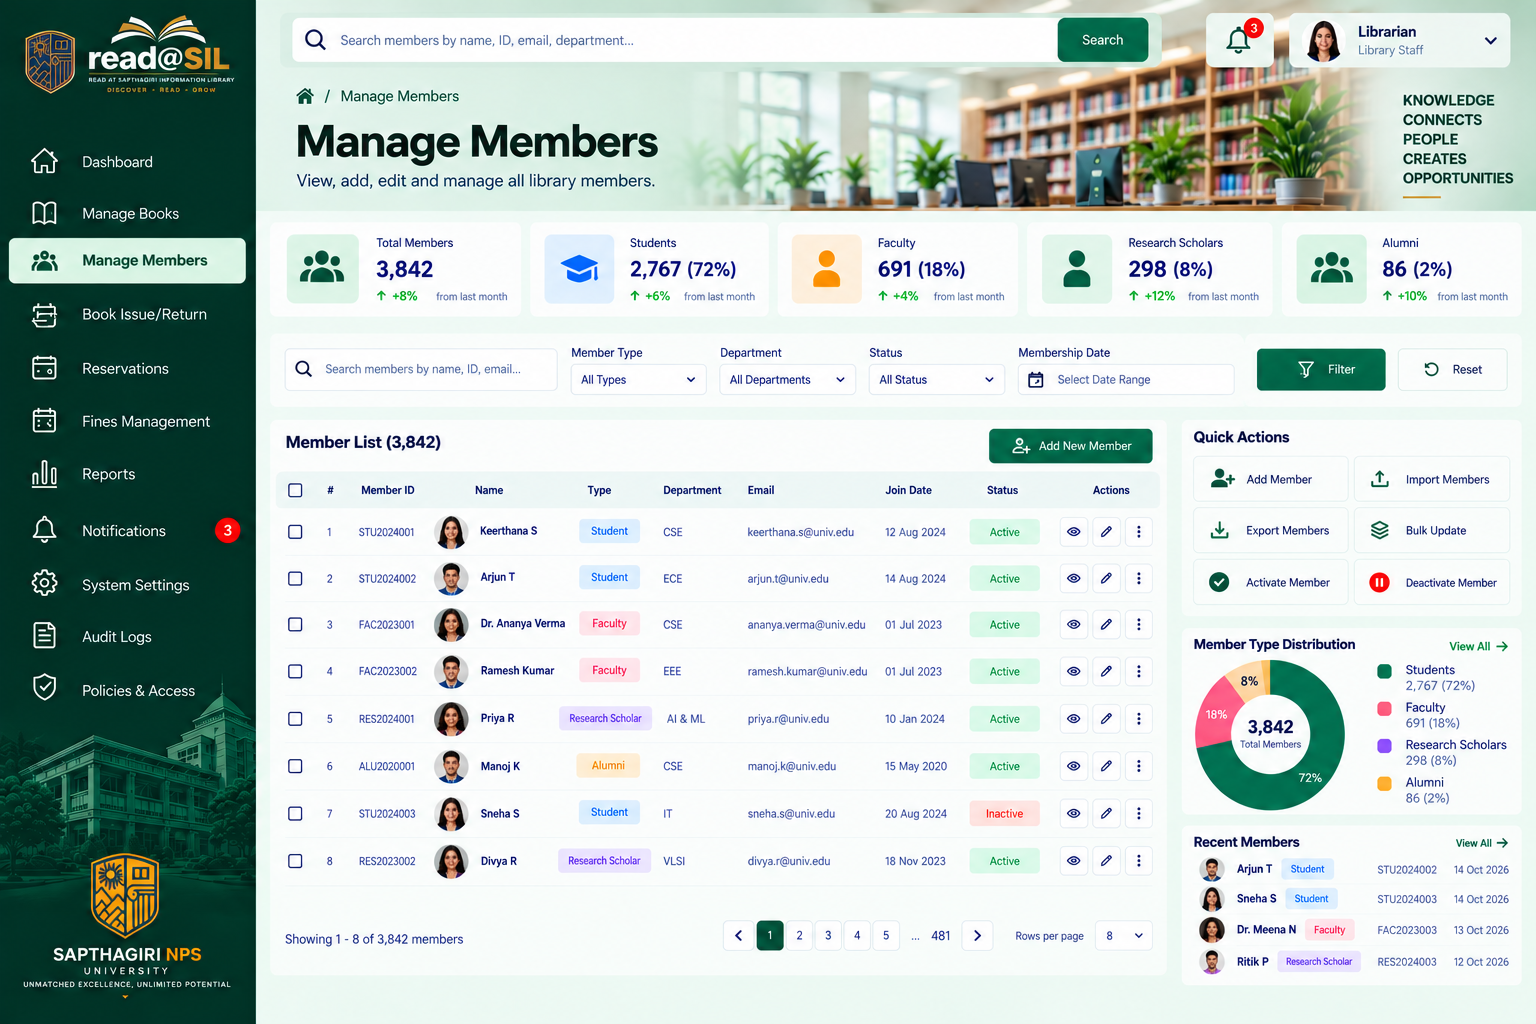 read@SIL
READ AT SAPTHAGIRI INFORMATION LIBRARY
DISCOVER • READ • GROW
Dashboard
Manage Books
Manage Members
Book Issue/Return
Reservations
Fines Management
Reports
Notifications 3
System Settings
Audit Logs
Policies & Access
SAPTHAGIRI NPS
UNIVERSITY
UNMATCHED EXCELLENCE, UNLIMITED POTENTIAL
Search members by name, ID, email, department...
Search
3
Librarian
Library Staff
/ Manage Members
Manage Members
View, add, edit and manage all library members.
KNOWLEDGE
CONNECTS
PEOPLE
CREATES
OPPORTUNITIES
Total Members
3,842
↑ +8% from last month
Students
2,767 (72%)
↑ +6% from last month
Faculty
691 (18%)
↑ +4% from last month
Research Scholars
298 (8%)
↑ +12% from last month
Alumni
86 (2%)
↑ +10% from last month
Search members by name, ID, email...
Member Type
All Types
Department
All Departments
Status
All Status
Membership Date
Select Date Range
Filter
Reset
Member List (3,842)
Add New Member
# Member ID Name Type Department Email Join Date Status Actions
1 STU2024001 Keerthana S Student CSE keerthana.s@univ.edu 12 Aug 2024 Active
2 STU2024002 Arjun T Student ECE arjun.t@univ.edu 14 Aug 2024 Active
3 FAC2023001 Dr. Ananya Verma Faculty CSE ananya.verma@univ.edu 01 Jul 2023 Active
4 FAC2023002 Ramesh Kumar Faculty EEE ramesh.kumar@univ.edu 01 Jul 2023 Active
5 RES2024001 Priya R Research Scholar AI & ML priya.r@univ.edu 10 Jan 2024 Active
6 ALU2020001 Manoj K Alumni CSE manoj.k@univ.edu 15 May 2020 Active
7 STU2024003 Sneha S Student IT sneha.s@univ.edu 20 Aug 2024 Inactive
8 RES2023002 Divya R Research Scholar VLSI divya.r@univ.edu 18 Nov 2023 Active
Showing 1 - 8 of 3,842 members
1 2 3 4 5 ... 481
Rows per page 8
Quick Actions
Add Member
Import Members
Export Members
Bulk Update
Activate Member
Deactivate Member
Member Type Distribution
View All →
8%
18%
72%
3,842
Total Members
Students
2,767 (72%)
Faculty
691 (18%)
Research Scholars
298 (8%)
Alumni
86 (2%)
Recent Members
View All →
Arjun T Student STU2024002 14 Oct 2026
Sneha S Student STU2024003 14 Oct 2026
Dr. Meena N Faculty FAC2023003 13 Oct 2026
Ritik P Research Scholar RES2024003 12 Oct 2026